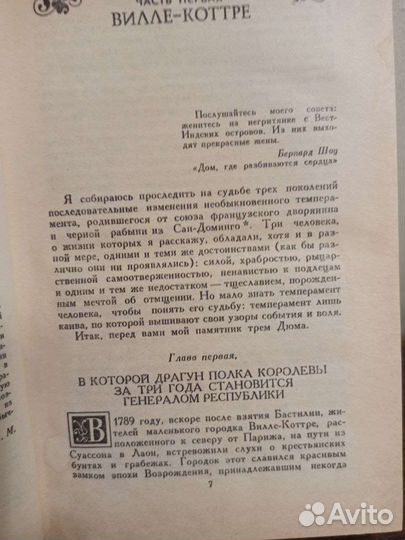 ЧАСТЬ ПЕРВАЯ
ВИЛЛЕ-КОТТРЕ
Послушайтесь моего совета:
женитесь на негритянке с Вест-
Индских островов. Из них выхо-
дят прекрасные жены.
Бернард Шоу
«Дом, где разбиваются сердца»
Я собираюсь проследить на судьбе трех поколений
последовательные изменения необыкновенного темпера-
мента, родившегося от союза французского дворянина
и черной рабыни из Сан-Доминго*. Три человека,
о жизни которых я расскажу, обладали, хотя и в раз-
ной мере, одними и теми же достоинствами (как бы раз-
лично они ни проявлялись): силой, храбростью, рыцар-
ственной самоотверженностью, ненавистью к подлецам
и одним и тем же недостатком — тщеславием, порожден-
ным мечтой об отмщении. Но мало знать темперамент
человека, чтобы понять его судьбу: темперамент лишь
канва, по которой вышивают свои узоры события и воля.
Итак, перед вами мой памятник трем Дюма.
Глава первая,
В КОТОРОЙ ДРАГУН ПОЛКА КОРОЛЕВЫ
ЗА ТРИ ГОДА СТАНОВИТСЯ
ГЕНЕРАЛОМ РЕСПУБЛИКИ
В 1789 году, вскоре после взятия Бастилии, жи-
телей маленького городка Вилле-Коттре, рас-
положенного к северу от Парижа, на пути из
Суассона в Лаон, встревожили слухи о крестьянских
бунтах и грабежах. Городок этот славился красивым
замком эпохи Возрождения, принадлежавшим некогда
7
. М.
Avito